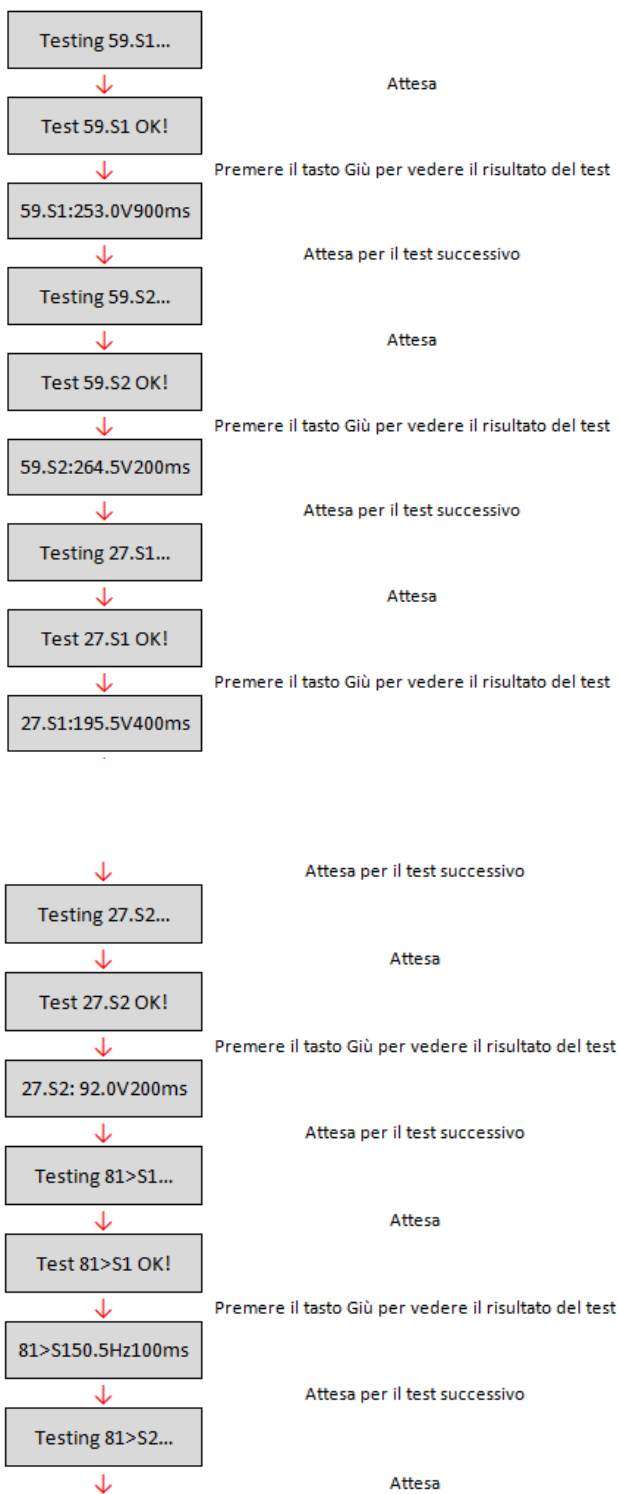 Testing 59.S1...
Attesa
Test 59.S1 OK!
Premere il tasto Giù per vedere il risultato del test
59.S1:253.0V900ms
Attesa per il test successivo
Testing 59.S2...
Attesa
Test 59.S2 OK!
Premere il tasto Giù per vedere il risultato del test
59.S2:264.5V200ms
Attesa per il test successivo
Testing 27.S1...
Attesa
Test 27.S1 OK!
Premere il tasto Giù per vedere il risultato del test
27.S1:195.5V400ms
Attesa per il test successivo
Testing 27.S2...
Attesa
Test 27.S2 OK!
Premere il tasto Giù per vedere il risultato del test
27.S2: 92.0V200ms
Attesa per il test successivo
Testing 81>S1...
Attesa
Test 81>S1 OK!
Premere il tasto Giù per vedere il risultato del test
81>S150.5Hz100ms
Attesa per il test successivo
Testing 81>S2...
Attesa